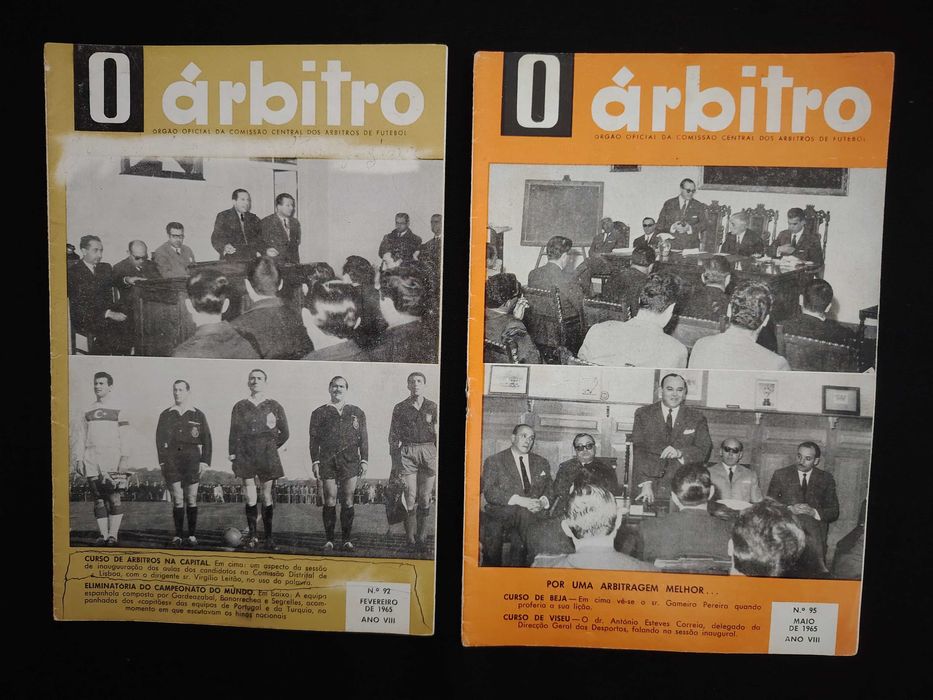 O árbitro
ORGÃO OFICIAL DA COMISSÃO CENTRAL DOS ÁRBITROS DE FUTEBOL
CURSO DE ÁRBITROS NA CAPITAL. Em cima: um aspecto da sessão
de inauguração das aulas dos candidatos na Comissão Distrital de
Lisboa, com o dirigente sr. Virgílio Leitão, no uso da palavra.
ELIMINATÓRIA DO CAMPEONATO DO MUNDO. Em baixo: A equipa
espanhola composta por Gardeazabal, Bonorrechea e Segrelles, acom-
panhados dos «capitães» das equipas de Portugal e da Turquia, no
momento em que escutavam os hinos nacionais
N.º 92
FEVEREIRO
DE 1965
ANO VIII
O árbitro
ORGÃO OFICIAL DA COMISSÃO CENTRAL DOS ÁRBITROS DE FUTEBOL
POR UMA ARBITRAGEM MELHOR...
CURSO DE BEJA — Em cima vê-se o sr. Gameiro Pereira quando
proferia a sua lição.
CURSO DE VISEU — O dr. António Esteves Correia, delegado da
Direcção Geral dos Desportos, falando na sessão inaugural.
N.º 95
MAIO
DE 1965
ANO VIII